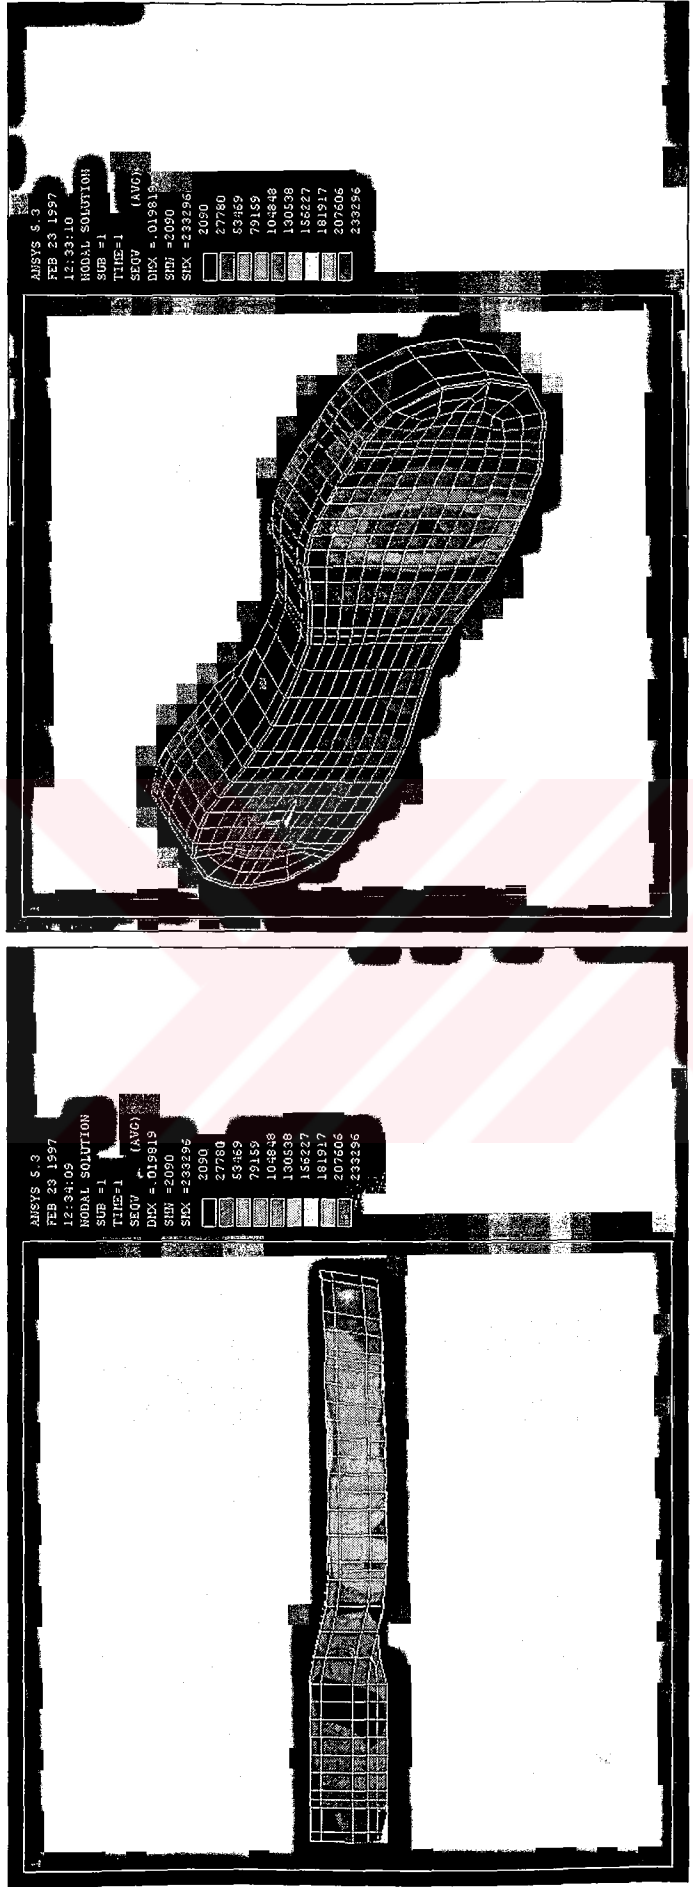 ANSYS 5.3
FEB 23 1997
12:33:10
NODAL SOLUTION
SUB =1
TIME=1
SEQV (AVG)
DMX =.019819
SMN =2090
SMX =233296
2090
27780
53469
79159
104848
130538
156227
181917
207606
233296
ANSYS 5.3
FEB 23 1997
12:34:09
NODAL SOLUTION
SUB =1
TIME=1
SEQV (AVG)
DMX =.019819
SMN =2090
SMX =233296
2090
27780
53469
79159
104848
130538
156227
181917
207606
233296